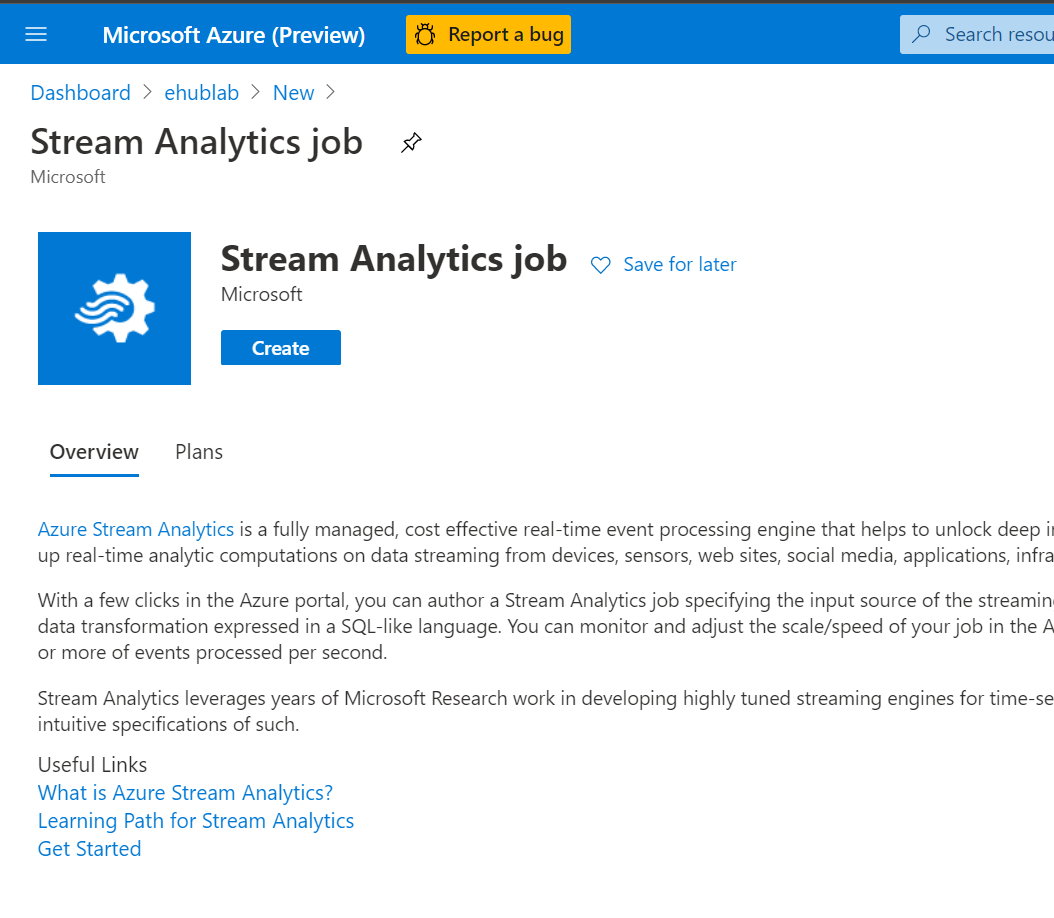 Microsoft Azure (Preview) Report a bug Search resou
Dashboard > ehublab > New >
Stream Analytics job
Microsoft
Stream Analytics job Save for later
Microsoft
Create
Overview Plans
Azure Stream Analytics is a fully managed, cost effective real-time event processing engine that helps to unlock deep i
up real-time analytic computations on data streaming from devices, sensors, web sites, social media, applications, infra
With a few clicks in the Azure portal, you can author a Stream Analytics job specifying the input source of the streamin
data transformation expressed in a SQL-like language. You can monitor and adjust the scale/speed of your job in the A
or more of events processed per second.
Stream Analytics leverages years of Microsoft Research work in developing highly tuned streaming engines for time-se
intuitive specifications of such.
Useful Links
What is Azure Stream Analytics?
Learning Path for Stream Analytics
Get Started